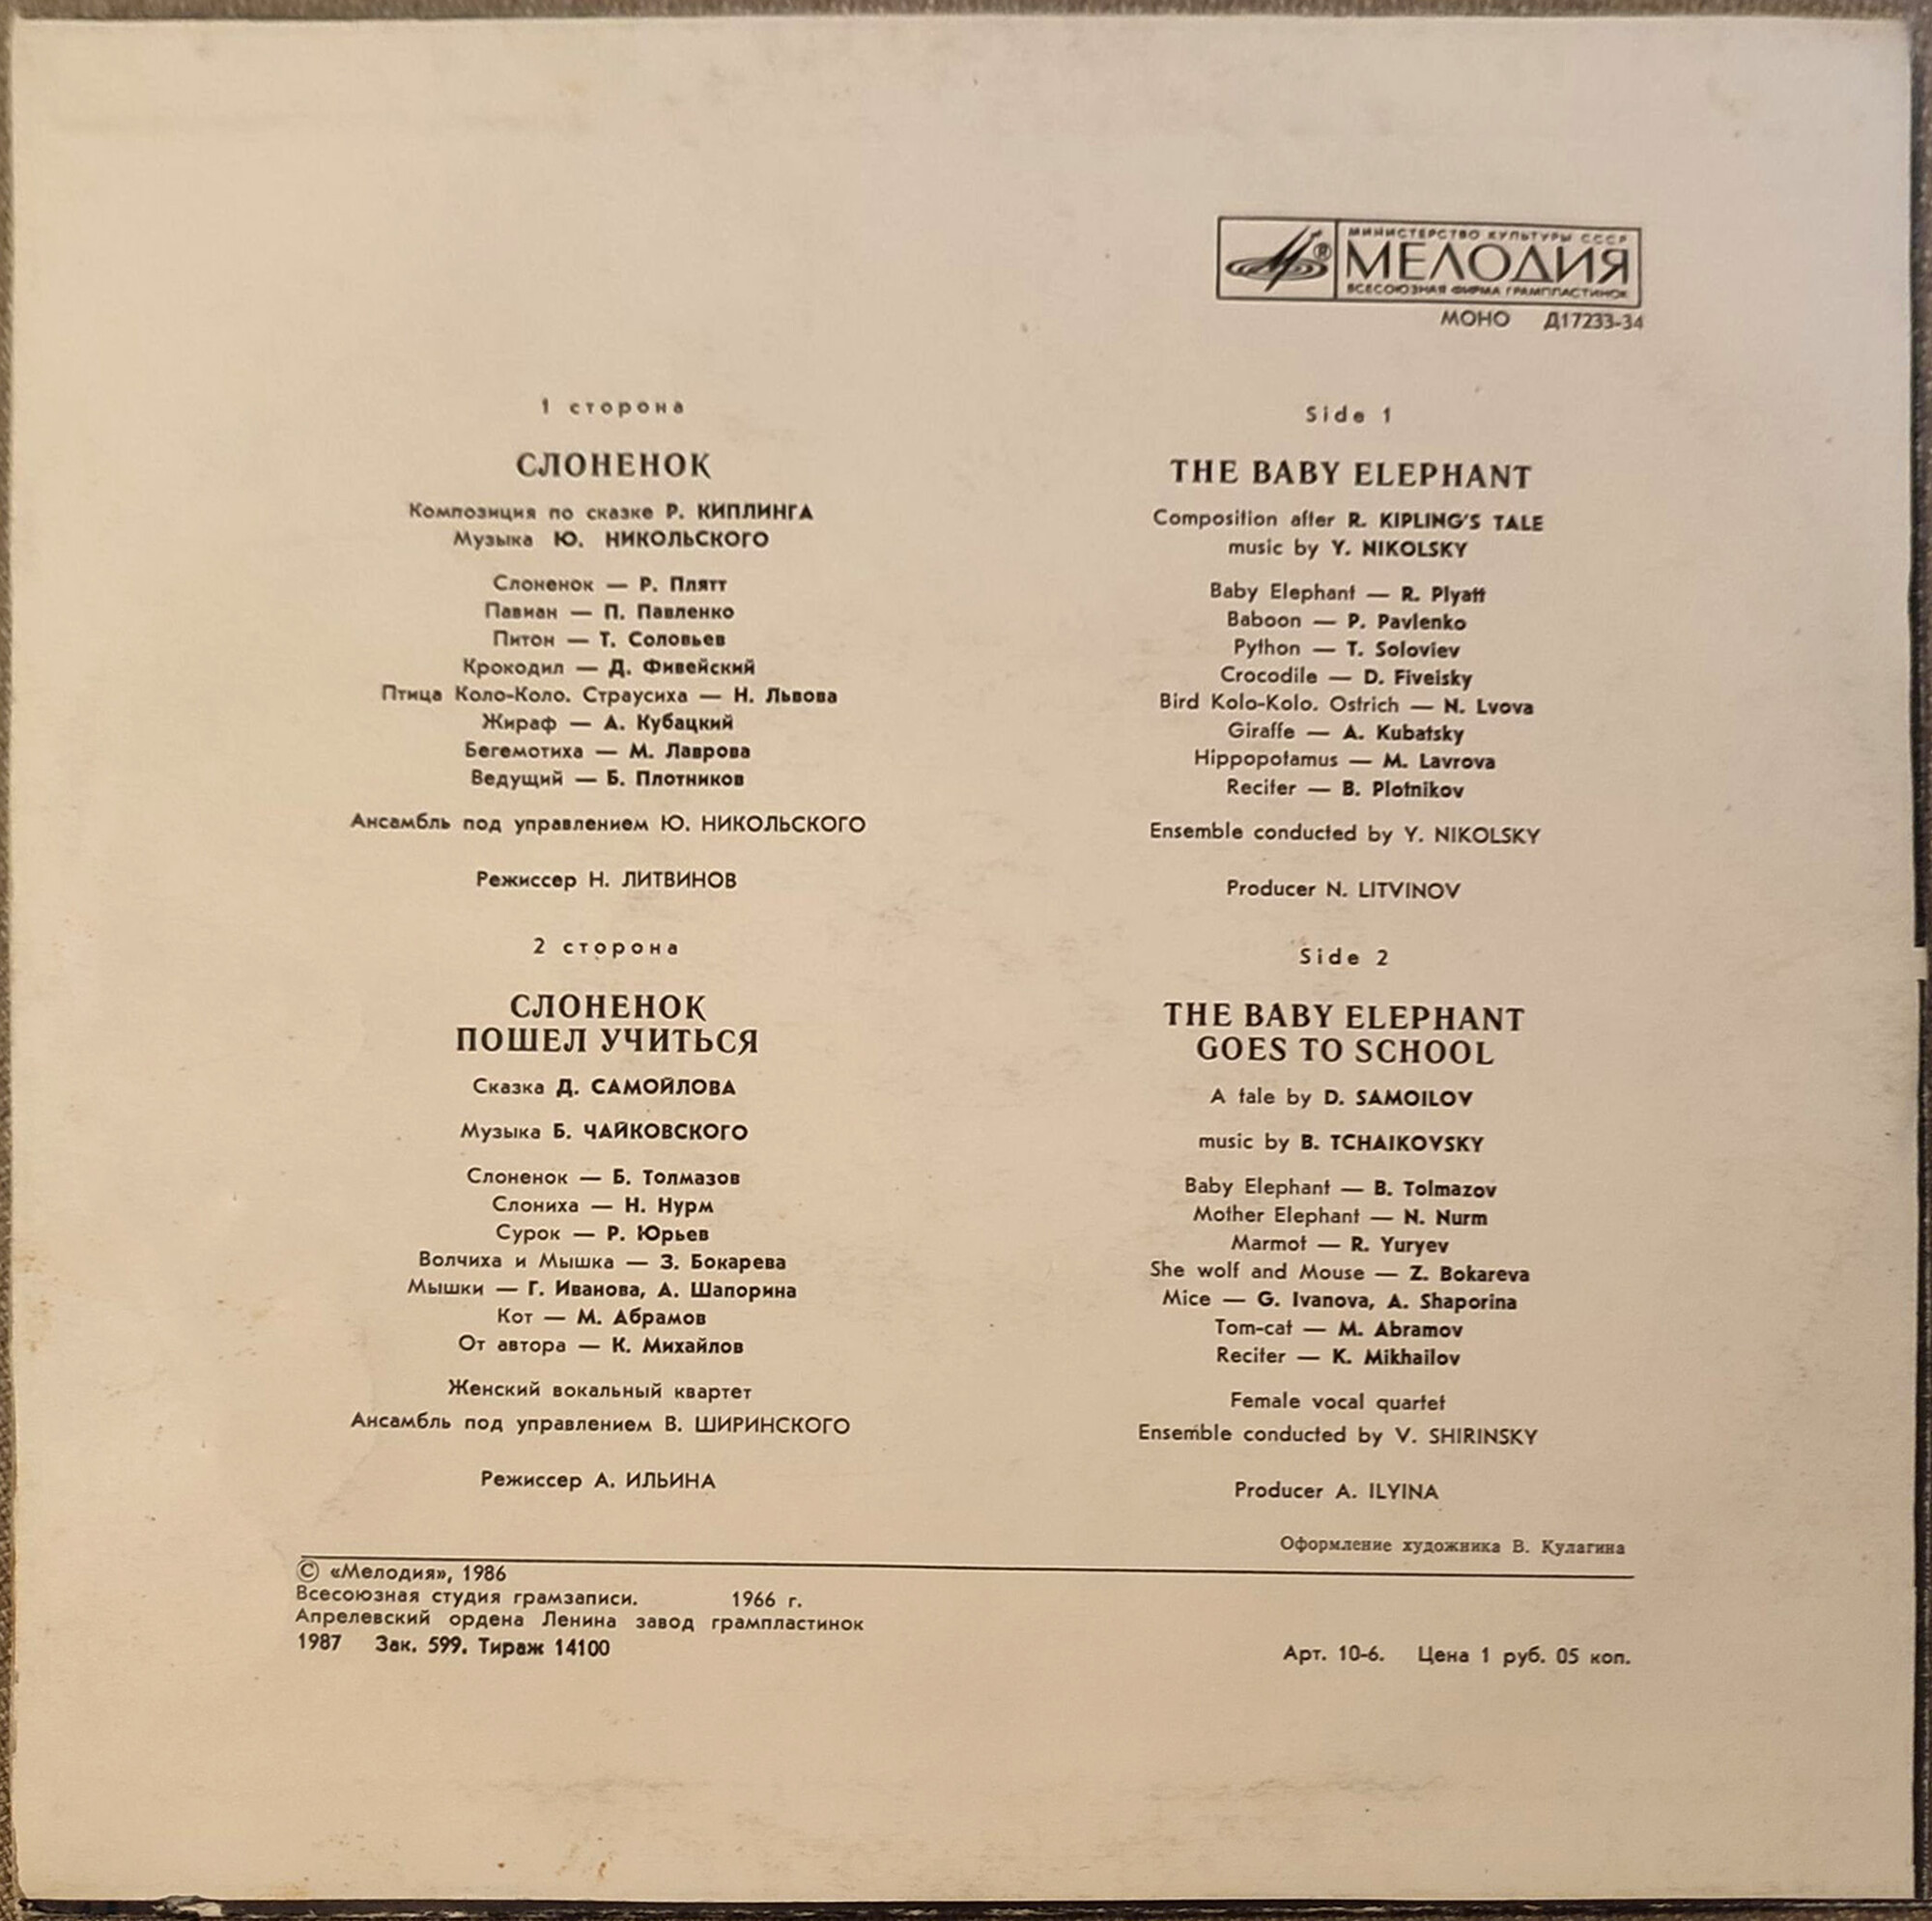 МИНИСТЕРСТВО КУЛЬТУРЫ СССР
МЕЛОДИЯ
ВСЕСОЮЗНАЯ ФИРМА ГРАМПЛАСТИНОК
МОНО Д17233-34
1 сторона
СЛОНЕНОК
Композиция по сказке Р. КИПЛИНГА
Музыка Ю. НИКОЛЬСКОГО
Слоненок — Р. Плятт
Павиан — П. Павленко
Питон — Т. Соловьев
Крокодил — Д. Фивейский
Птица Коло-Коло. Страусиха — Н. Львова
Жираф — А. Кубацкий
Бегемотиха — М. Лаврова
Ведущий — Б. Плотников
Ансамбль под управлением Ю. НИКОЛЬСКОГО
Режиссер Н. ЛИТВИНОВ
2 сторона
СЛОНЕНОК
ПОШЕЛ УЧИТЬСЯ
Сказка Д. САМОЙЛОВА
Музыка Б. ЧАЙКОВСКОГО
Слоненок — Б. Толмазов
Слониха — Н. Нурм
Сурок — Р. Юрьев
Волчиха и Мышка — З. Бокарева
Мышки — Г. Иванова, А. Шапорина
Кот — М. Абрамов
От автора — К. Михайлов
Женский вокальный квартет
Ансамбль под управлением В. ШИРИНСКОГО
Режиссер А. ИЛЬИНА
Side 1
THE BABY ELEPHANT
Composition after R. KIPLING'S TALE
music by Y. NIKOLSKY
Baby Elephant — R. Plyatt
Baboon — P. Pavlenko
Python — T. Soloviev
Crocodile — D. Fiveisky
Bird Kolo-Kolo. Ostrich — N. Lvova
Giraffe — A. Kubatsky
Hippopotamus — M. Lavrova
Reciter — B. Plotnikov
Ensemble conducted by Y. NIKOLSKY
Producer N. LITVINOV
Side 2
THE BABY ELEPHANT
GOES TO SCHOOL
A tale by D. SAMOILOV
music by B. TCHAIKOVSKY
Baby Elephant — B. Tolmazov
Mother Elephant — N. Nurm
Marmot — R. Yuryev
She wolf and Mouse — Z. Bokareva
Mice — G. Ivanova, A. Shaporina
Tom-cat — M. Abramov
Reciter — K. Mikhailov
Female vocal quartet
Ensemble conducted by V. SHIRINSKY
Producer A. ILYINA
Оформление художника В. Кулагина
© «Мелодия», 1986
Всесоюзная студия грамзаписи. 1966 г.
Апрелевский ордена Ленина завод грампластинок
1987 Зак. 599. Тираж 14100
Арт. 10-6. Цена 1 руб. 05 коп.